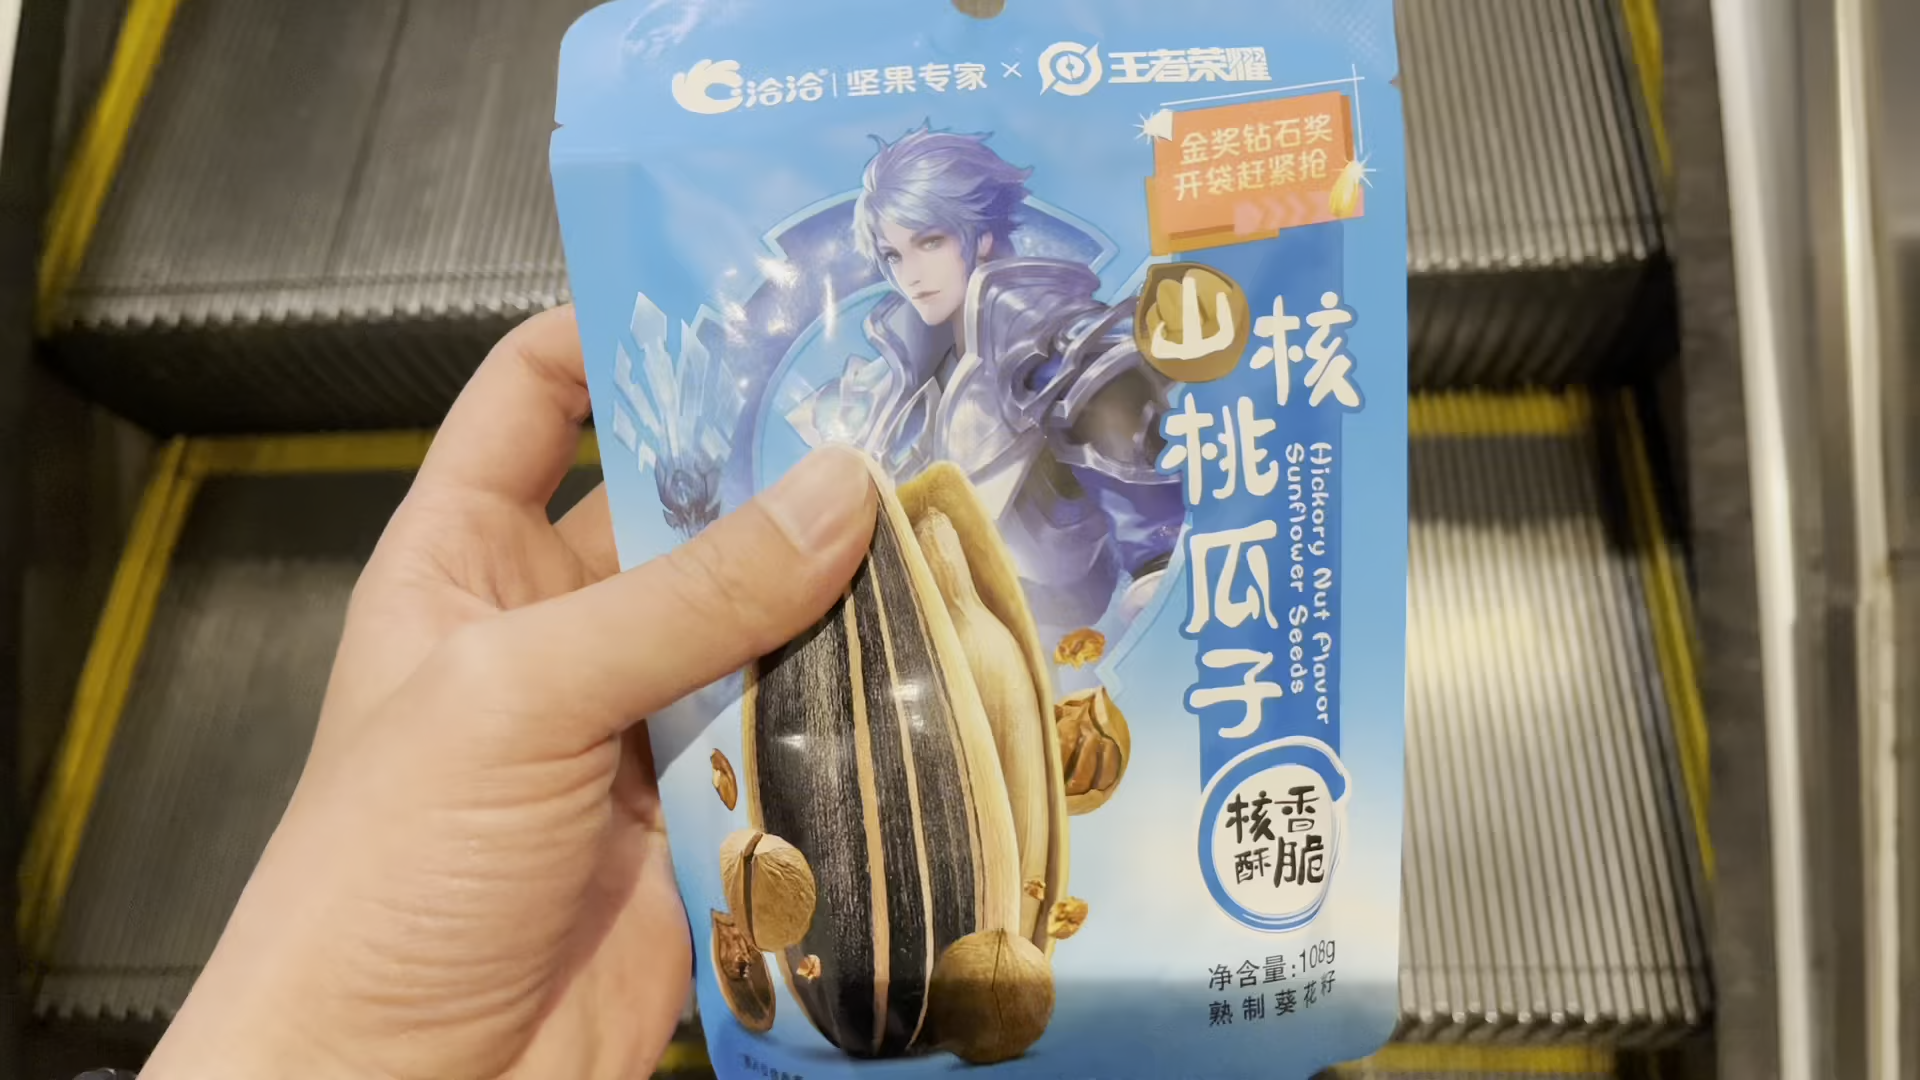 洽洽 | 坚果专家 × 王者荣耀
金奖钻石奖
开袋赶紧抢
山核桃瓜子
Hickory Nut Flavor
Sunflower Seeds
核香
酥脆
净含量:108g
熟制葵花籽